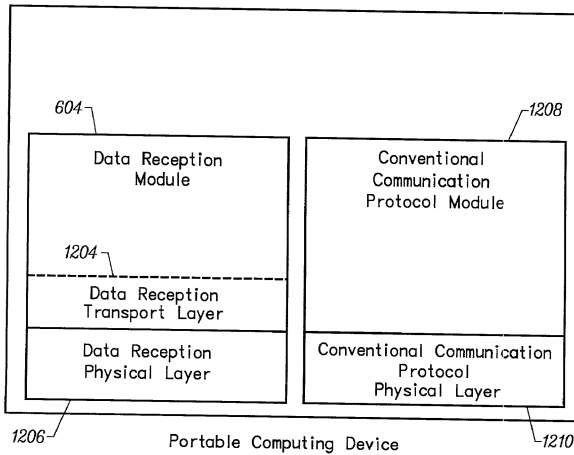 604
1208
Data Reception
Module
Conventional
Communication
Protocol Module
1204
Data Reception
Transport Layer
Data Reception
Physical Layer
Conventional Communication
Protocol
Physical Layer
1206
Portable Computing Device
1210